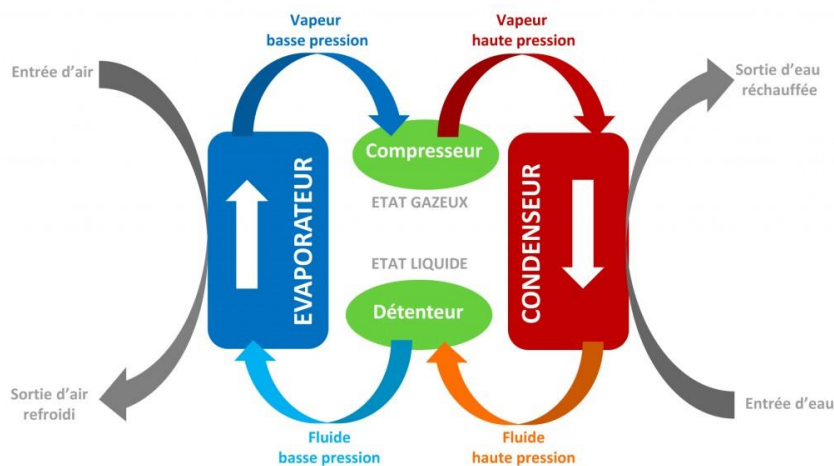 Vapeur
basse pression
Vapeur
haute pression
Entrée d'air
Sortie d'eau
réchauffée
Compresseur
ETAT GAZEUX
EVAPORATEUR
CONDENSEUR
ETAT LIQUIDE
Détenteur
Sortie d'air
refroidi
Entrée d'eau
Fluide
basse pression
Fluide
haute pression